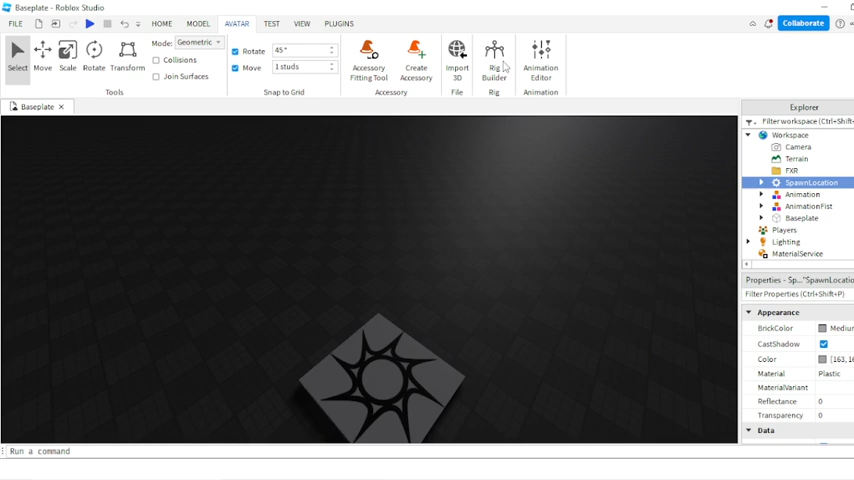 Baseplate - Roblox Studio
FILE HOME MODEL AVATAR TEST VIEW PLUGINS Collaborate
Select Move Scale Rotate Transform
Mode: Geometric
Collisions
Join Surfaces
Tools
Rotate 45°
Move 1 studs
Snap to Grid
Accessory Fitting Tool
Create Accessory
Accessory
Import 3D
File
Rig Builder
Rig
Animation Editor
Animation
Baseplate
Explorer
Filter workspace (Ctrl+Shift+
Workspace
Camera
Terrain
FXR
SpawnLocation
Animation
AnimationFist
Baseplate
Players
Lighting
MaterialService
Properties - Sp..."SpawnLocatio
Filter Properties (Ctrl+Shift+P)
Appearance
BrickColor Mediun
CastShadow
Color [163, 16
Material Plastic
MaterialVariant
Reflectance 0
Transparency 0
Data
Run a command